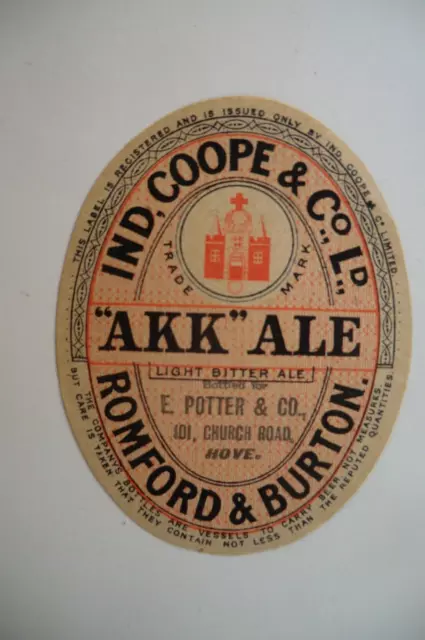 THIS LABEL IS REGISTERED AND IS ISSUED ONLY BY IND, COOPE & Cº LIMITED.
IND, COOPE & Cº., Lᴰ.,
TRADE MARK
"AKK" ALE
LIGHT BITTER ALE
Bottled for
E. POTTER & CO.,
101, CHURCH ROAD,
HOVE.
ROMFORD & BURTON.
THE COMPANYS BOTTLES ARE VESSELS TO CARRY BEER, NOT MEASURES,
BUT CARE IS TAKEN THAT THEY CONTAIN NOT LESS THAN THE REPUTED QUANTITIES